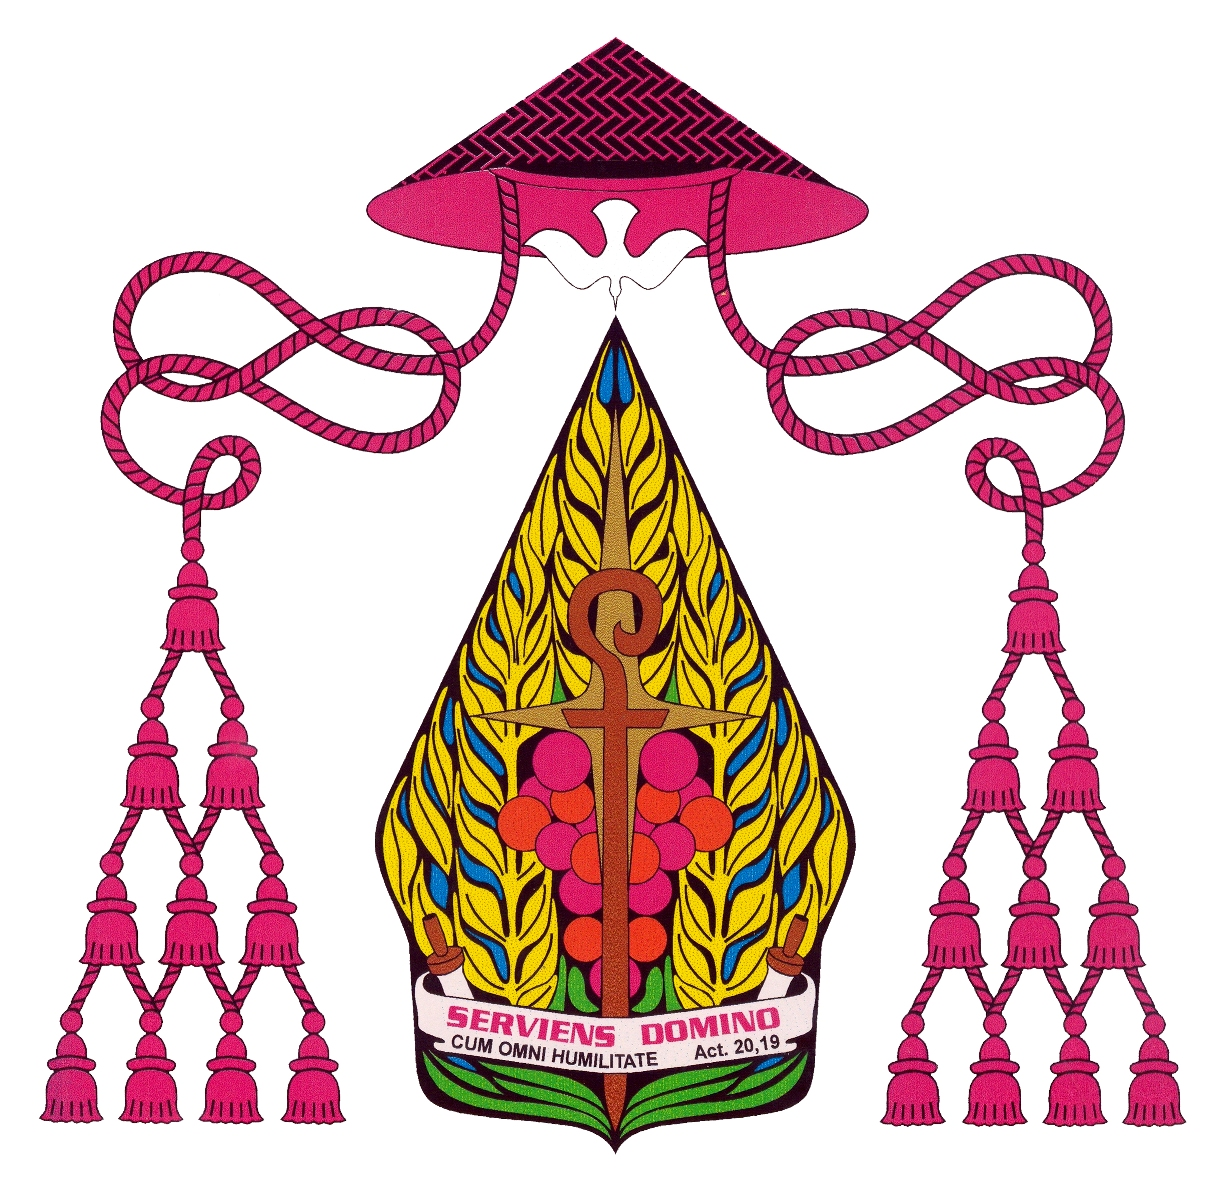 SERVIENS DOMINO
CUM OMNI HUMILITATE Act. 20,19